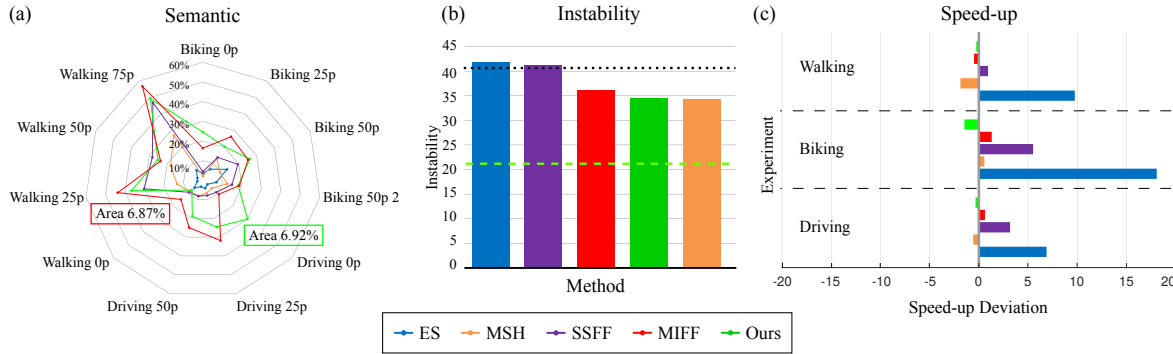 (a)
Semantic
Biking 0p
Biking 25p
Biking 50p
Biking 50p 2
Driving 0p
Driving 25p
Driving 50p
Walking 0p
Walking 25p
Walking 50p
Walking 75p
60%
50%
40%
30%
20%
10%
Area 6.87%
Area 6.92%
(b)
Instability
Instability
45
40
35
30
25
20
15
10
5
0
Method
(c)
Speed-up
Experiment
Walking
Biking
Driving
-20
-15
-10
-5
0
5
10
15
20
Speed-up Deviation
ES
MSH
SSFF
MIFF
Ours